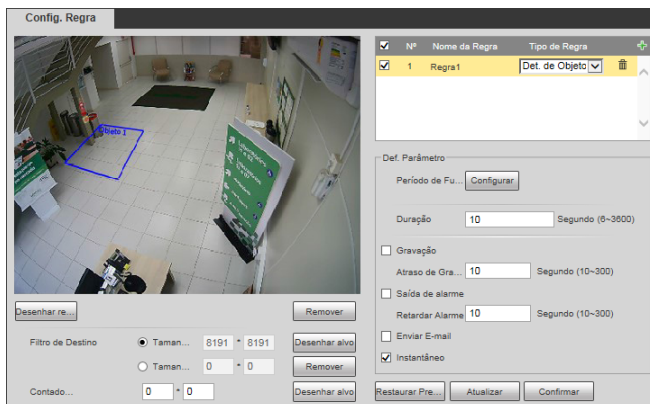 Config. Regra
Nº Nome da Regra Tipo de Regra
1 Regra1 Det. de Objeto
Objeto 1
Def. Parâmetro
Período de Fu... Configurar
Duração 10 Segundo (6~3600)
Gravação
Atraso de Gra... 10 Segundo (10~300)
Saída de alarme
Retardar Alarme 10 Segundo (10~300)
Enviar E-mail
Instantâneo
Desenhar re... Remover
Filtro de Destino Taman... 8191 * 8191 Desenhar alvo
Taman... 0 * 0 Remover
Contado... 0 * 0 Desenhar alvo
Restaurar Pre... Atualizar Confirmar